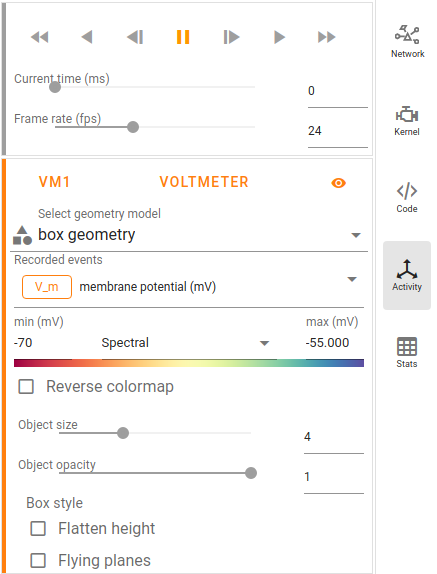 Current time (ms)
0
Frame rate (fps)
24
VM1 VOLTMETER
Select geometry model
box geometry
Recorded events
V_m membrane potential (mV)
min (mV) max (mV)
-70 Spectral -55.000
Reverse colormap
Object size
4
Object opacity
1
Box style
Flatten height
Flying planes
Network
Kernel
Code
Activity
Stats